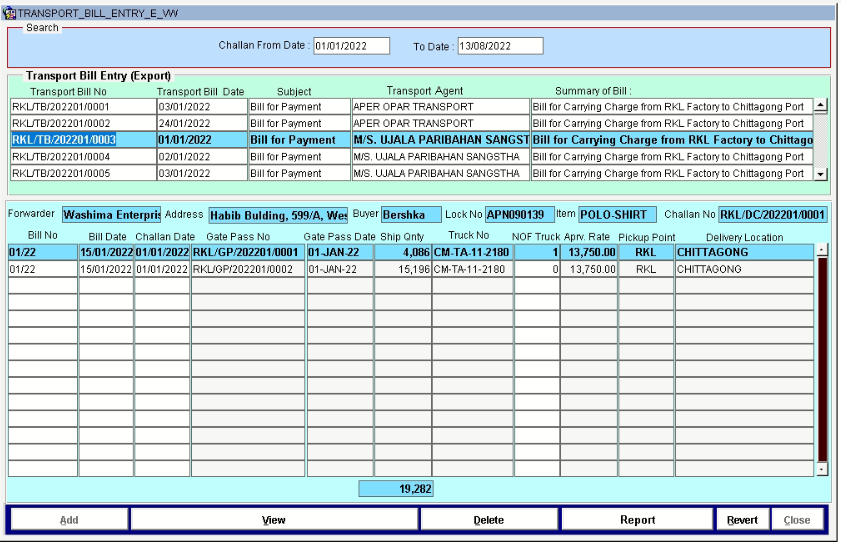 TRANSPORT_BILL_ENTRY_E_VW
Search
Challan From Date : 01/01/2022 To Date : 13/08/2022
Transport Bill Entry (Export)
Transport Bill No Transport Bill Date Subject Transport Agent Summary of Bill :
RKL/TB/202201/0001 03/01/2022 Bill for Payment APER OPAR TRANSPORT Bill for Carrying Charge from RKL Factory to Chittagong Port
RKL/TB/202201/0002 24/01/2022 Bill for Payment APER OPAR TRANSPORT Bill for Carrying Charge from RKL Factory to Chittagong Port
RKL/TB/202201/0003 01/01/2022 Bill for Payment M/S. UJALA PARIBAHAN SANGST Bill for Carrying Charge from RKL Factory to Chittago
RKL/TB/202201/0004 02/01/2022 Bill for Payment M/S. UJALA PARIBAHAN SANGSTHA Bill for Carrying Charge from RKL Factory to Chittagong Port
RKL/TB/202201/0005 03/01/2022 Bill for Payment M/S. UJALA PARIBAHAN SANGSTHA Bill for Carrying Charge from RKL Factory to Chittagong Port
Forwarder Washima Enterpris Address Habib Bulding, 599/A, Wes Buyer Bershka Lock No APN090139 Item POLO-SHIRT Challan No RKL/DC/202201/0001
Bill No Bill Date Challan Date Gate Pass No Gate Pass Date Ship Qnty Truck No NOF Truck Aprv. Rate Pickup Point Delivery Location
01/22 15/01/2022 01/01/2022 RKL/GP/202201/0001 01-JAN-22 4,086 CM-TA-11-2180 1 13,750.00 RKL CHITTAGONG
01/22 15/01/2022 01/01/2022 RKL/GP/202201/0002 01-JAN-22 15,196 CM-TA-11-2180 0 13,750.00 RKL CHITTAGONG
19,282
Add View Delete Report Revert Close